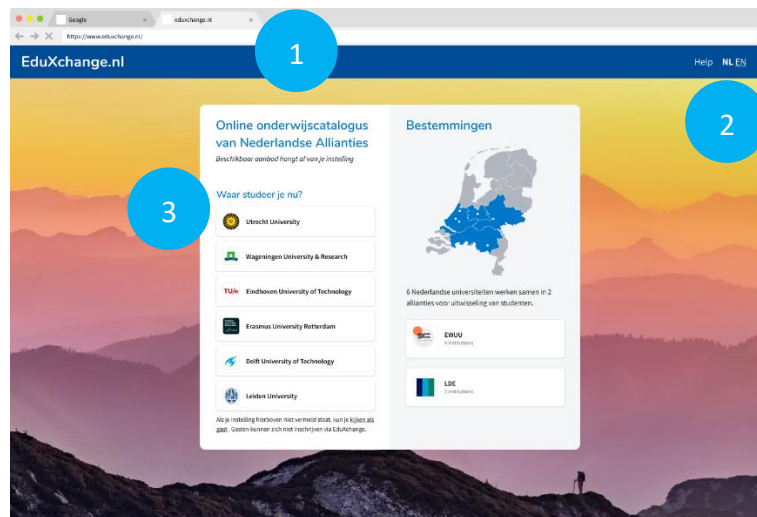 Google ×
eduxchange.nl ×
https://www.eduxchange.nl/
1
EduXchange.nl
Help NL EN
2
Online onderwijscatalogus
van Nederlandse Allianties
Beschikbaar aanbod hangt af van je instelling
3
Waar studeer je nu?
Utrecht University
Wageningen University & Research
TU/e Eindhoven University of Technology
Erasmus University Rotterdam
Delft University of Technology
Leiden University
Als je instelling hierboven niet vermeld staat, kun je kijken als
gast. Gasten kunnen zich niet inschrijven via EduXchange.
Bestemmingen
6 Nederlandse universiteiten werken samen in 2
allianties voor uitwisseling van studenten.
EWUU
4 institutions
LDE
3 institutions